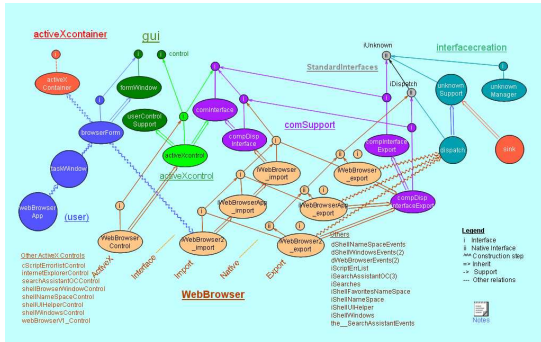 activeXcontainer
gui
i
control
iUnknown
interfacecreation
StandardInterfaces
activeX
Container
formWindow
userControl
Support
comInterface
compDisp
Interface
comSupport
iDispatch
unknown
Support
unknown
Manager
browserForm
activeXcontrol
activeXcontrol
compInterface
Export
dispatch
sink
taskWindow
webBrowser
App
(user)
iWebBrowser
_import
iWebBrowser
_export
iWebBrowserApp
_import
iWebBrowserApp
_export
compDisp
InterfaceExport
iWebBrowser
Control
iWebBrowser2
_import
iWebBrowser2
_export
ActiveX
Interface
Import
Native
Export
WebBrowser
Other ActiveX Controls
cScriptErrorlistControl
internetExplorerControl
searchAssistantOCControl
shellBrowserWindowControl
shellNameSpaceControl
shellUIHelperControl
shellWindowsControl
webBrowserV1_Control
Others
dShellNameSpaceEvents
dShellWindowsEvents(2)
dWebBrowserEvents(2)
iScriptErrList
iSearchAssistantOC(3)
iSearches
iShellFavoritesNameSpace
iShellNameSpace
iShellUIHelper
iShellWindows
the__SearchAssistantEvents
Legend
i Interface
ii Native Interface
^^^ Construction step
=> Inherit
-> Support
--- Other relations
Notes